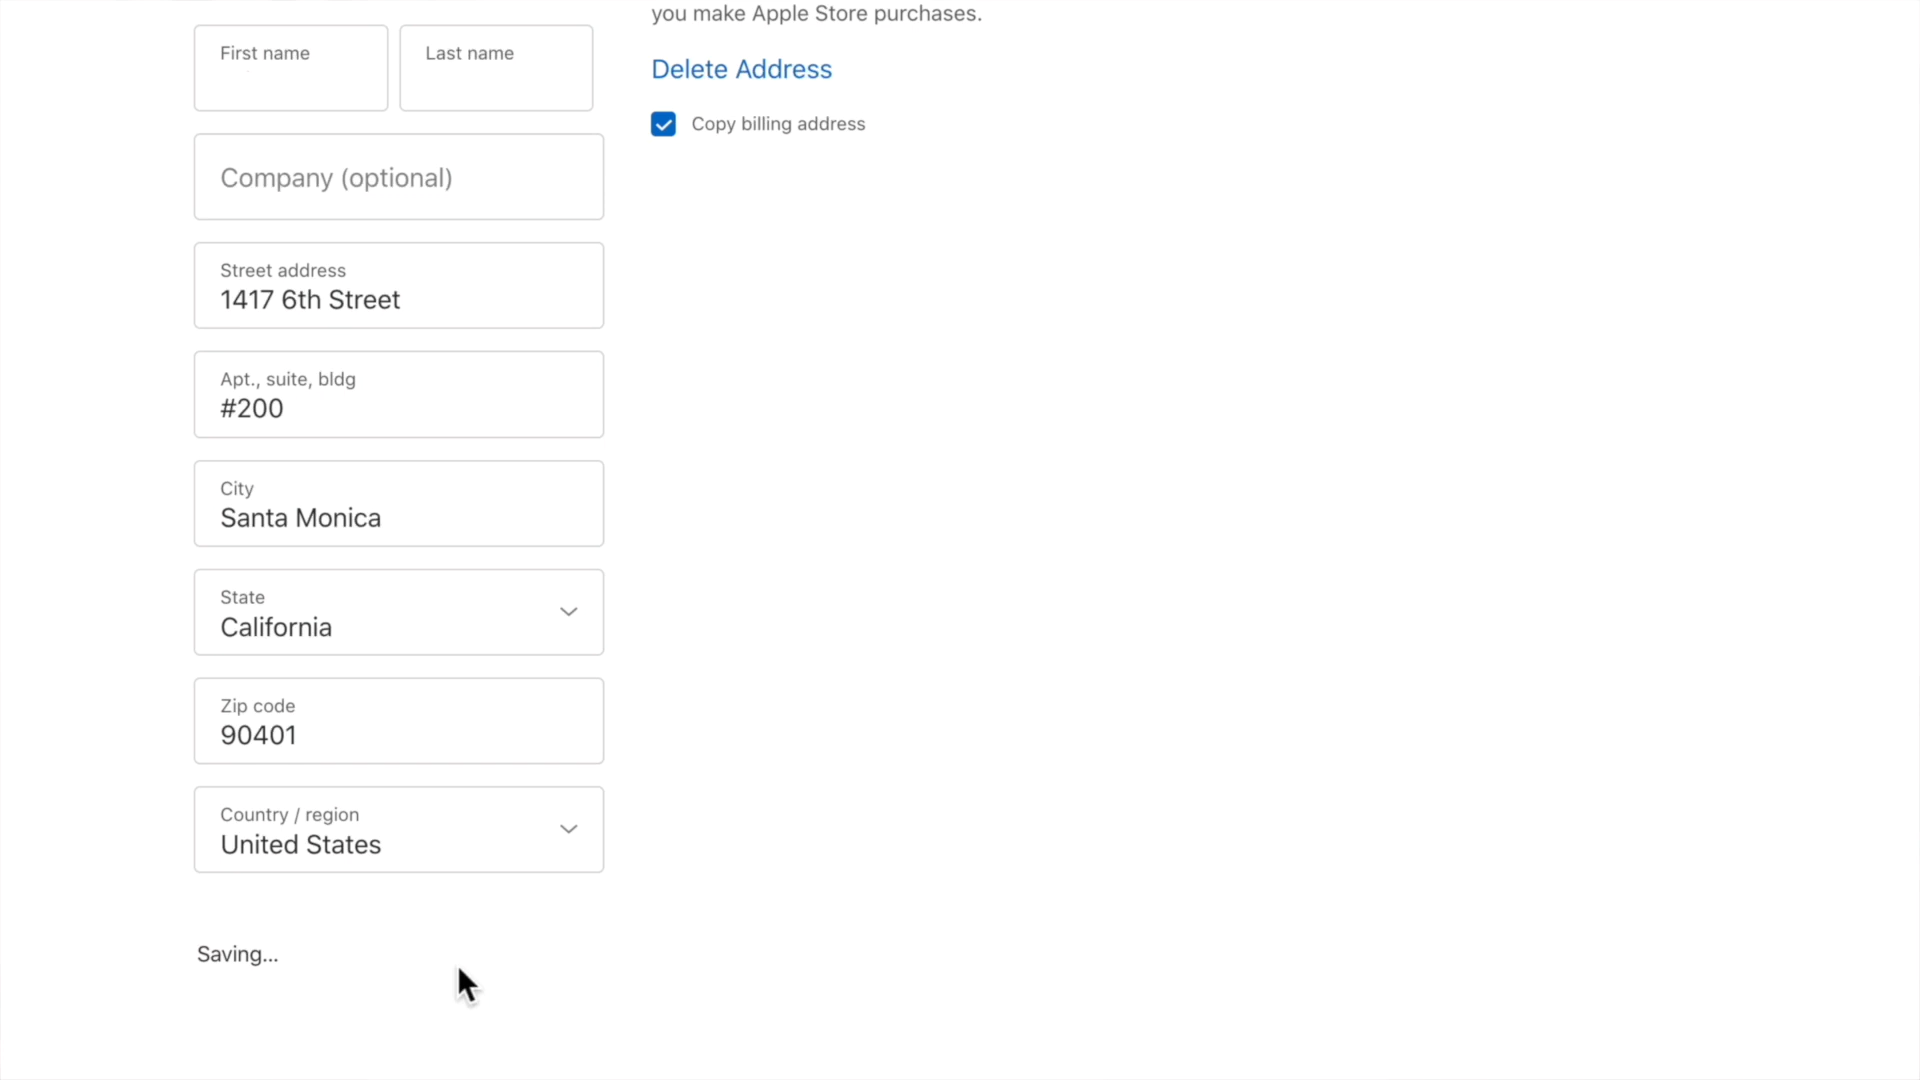 you make Apple Store purchases.
First name
Last name
Delete Address
Copy billing address
Company (optional)
Street address
1417 6th Street
Apt., suite, bldg
#200
City
Santa Monica
State
California
Zip code
90401
Country / region
United States
Saving...